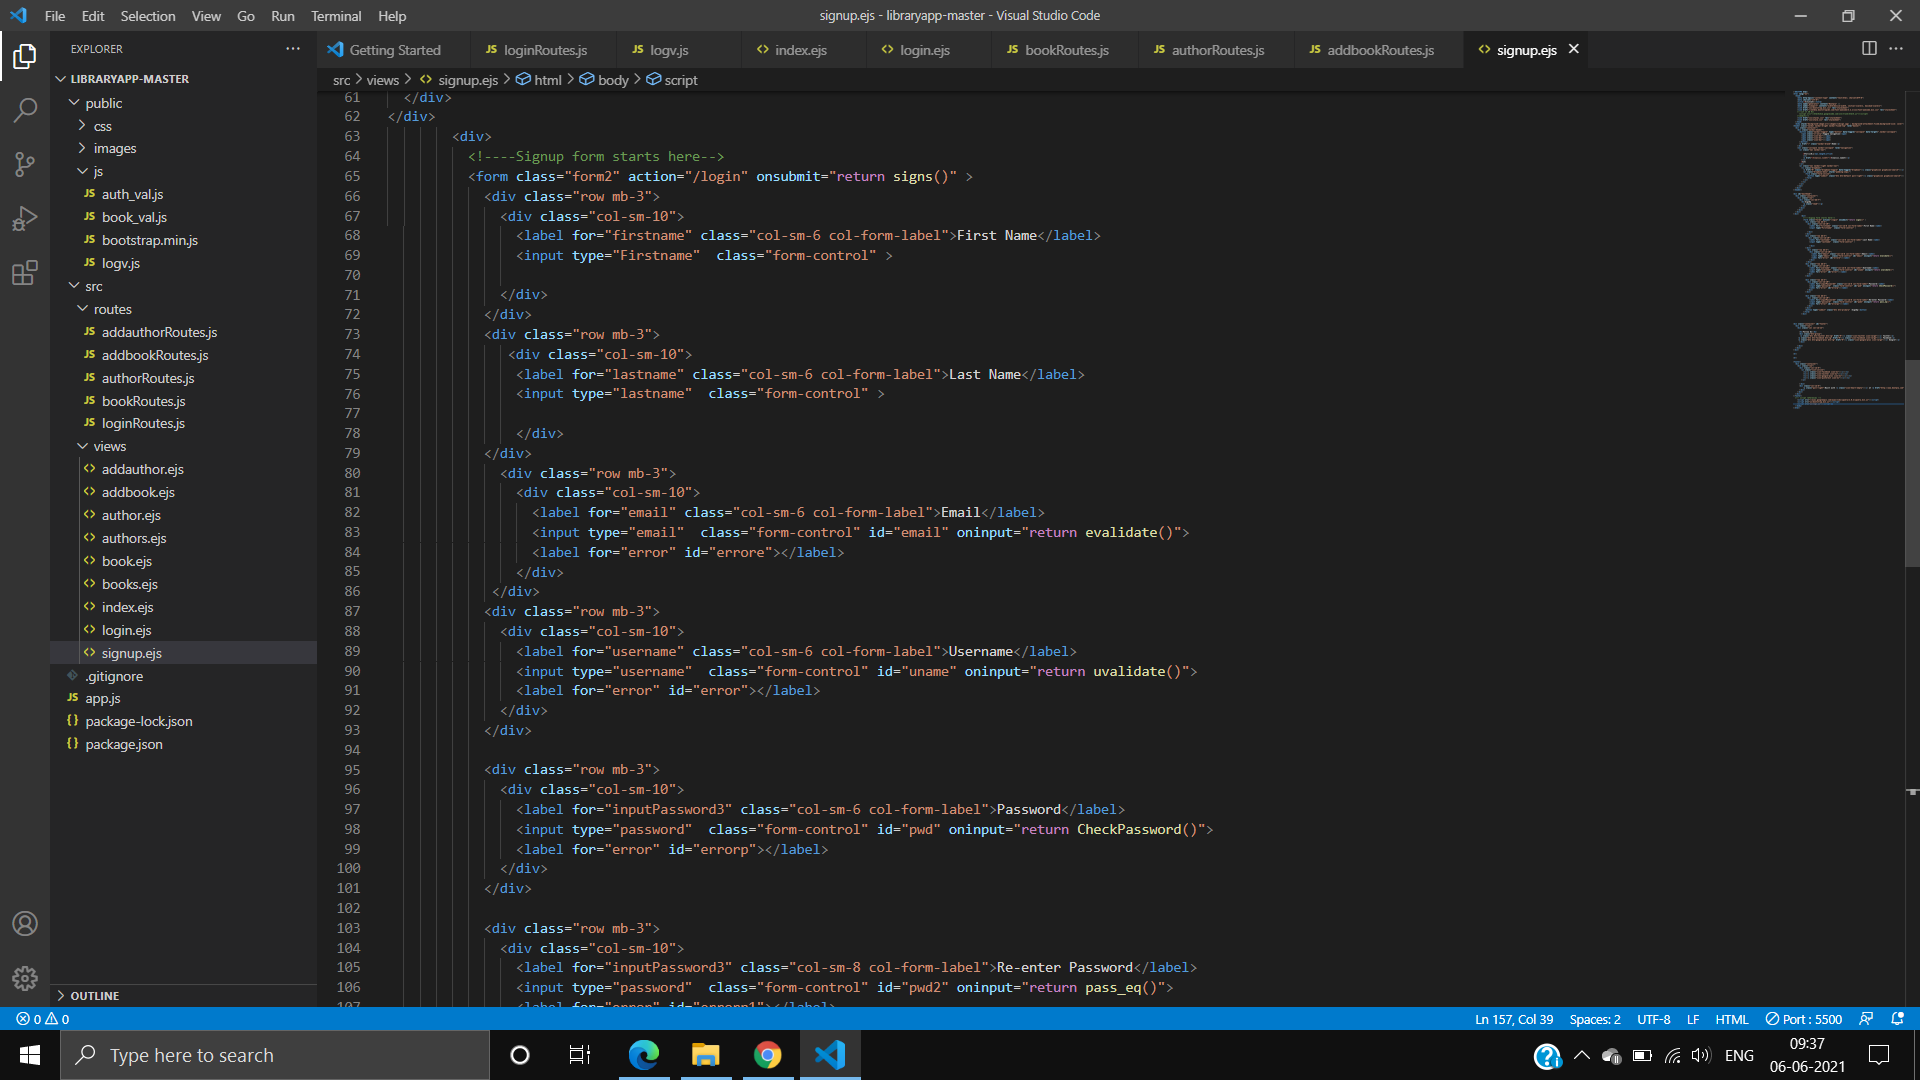 File Edit Selection View Go Run Terminal Help
signup.ejs - libraryapp-master - Visual Studio Code
EXPLORER
LIBRARYAPP-MASTER
public
css
images
js
JS auth_val.js
JS book_val.js
JS bootstrap.min.js
JS logv.js
src
routes
JS addauthorRoutes.js
JS addbookRoutes.js
JS authorRoutes.js
JS bookRoutes.js
JS loginRoutes.js
views
<> addauthor.ejs
<> addbook.ejs
<> author.ejs
<> authors.ejs
<> book.ejs
<> books.ejs
<> index.ejs
<> login.ejs
<> signup.ejs
.gitignore
JS app.js
{} package-lock.json
{} package.json
OUTLINE
Getting Started JS loginRoutes.js JS logv.js <> index.ejs <> login.ejs JS bookRoutes.js JS authorRoutes.js JS addbookRoutes.js <> signup.ejs
src > views > <> signup.ejs > html > body > script
61 </div>
62 </div>
63 <div>
64 <!----Signup form starts here-->
65 <form class="form2" action="/login" onsubmit="return signs()" >
66 <div class="row mb-3">
67 <div class="col-sm-10">
68 <label for="firstname" class="col-sm-6 col-form-label">First Name</label>
69 <input type="Firstname"  class="form-control" >
70
71 </div>
72 </div>
73 <div class="row mb-3">
74 <div class="col-sm-10">
75 <label for="lastname" class="col-sm-6 col-form-label">Last Name</label>
76 <input type="lastname"  class="form-control" >
77
78 </div>
79 </div>
80 <div class="row mb-3">
81 <div class="col-sm-10">
82 <label for="email" class="col-sm-6 col-form-label">Email</label>
83 <input type="email"  class="form-control" id="email" oninput="return evalidate()">
84 <label for="error" id="errore"></label>
85 </div>
86 </div>
87 <div class="row mb-3">
88 <div class="col-sm-10">
89 <label for="username" class="col-sm-6 col-form-label">Username</label>
90 <input type="username"  class="form-control" id="uname" oninput="return uvalidate()">
91 <label for="error" id="error"></label>
92 </div>
93 </div>
94
95 <div class="row mb-3">
96 <div class="col-sm-10">
97 <label for="inputPassword3" class="col-sm-6 col-form-label">Password</label>
98 <input type="password"  class="form-control" id="pwd" oninput="return CheckPassword()">
99 <label for="error" id="errorp"></label>
100 </div>
101 </div>
102
103 <div class="row mb-3">
104 <div class="col-sm-10">
105 <label for="inputPassword3" class="col-sm-8 col-form-label">Re-enter Password</label>
106 <input type="password"  class="form-control" id="pwd2" oninput="return pass_eq()">
107 <label for="error" id="errorp1"></label>
0 0
Ln 157, Col 39 Spaces: 2 UTF-8 LF HTML Port : 5500
Type here to search
ENG
09:37
06-06-2021